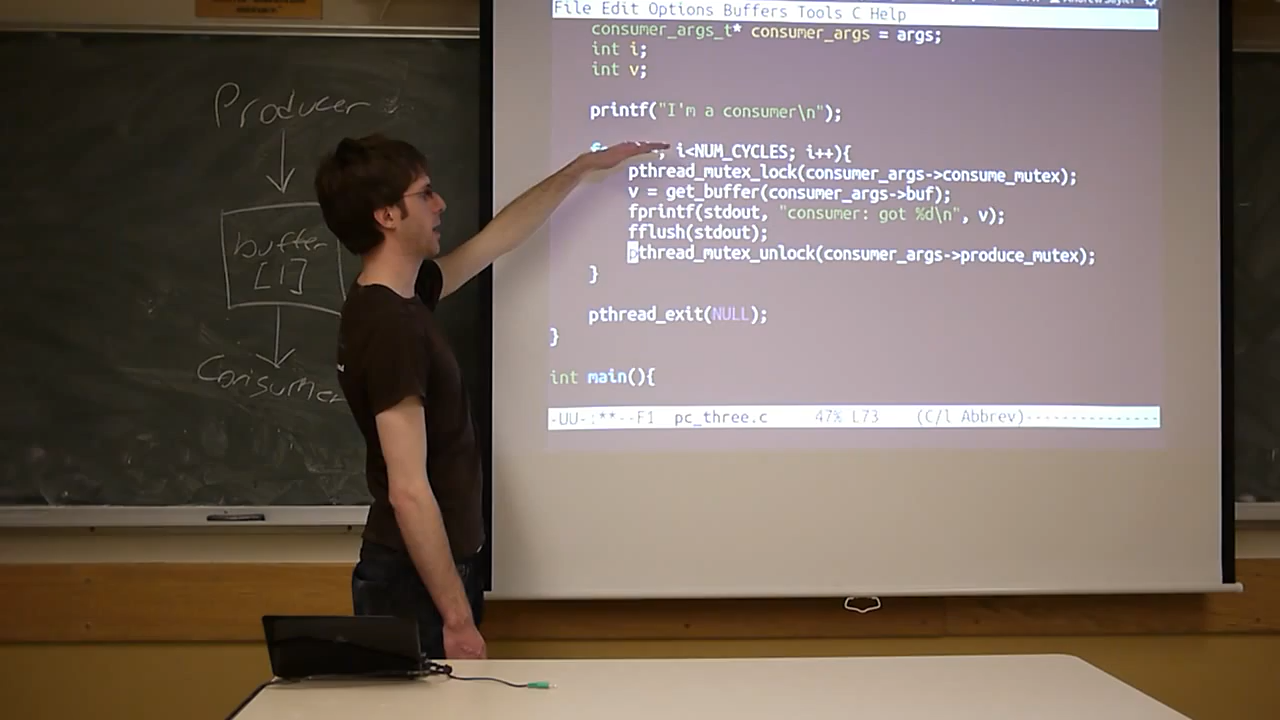 Producer
buffer
[1]
Consumer
File Edit Options Buffers Tools C Help
consumer_args_t* consumer_args = args;
int i;
int v;
printf("I'm a consumer\n");
i<NUM_CYCLES; i++){
pthread_mutex_lock(consumer_args->consume_mutex);
v = get_buffer(consumer_args->buf);
fprintf(stdout, "consumer: got %d\n", v);
fflush(stdout);
pthread_mutex_unlock(consumer_args->produce_mutex);
}
pthread_exit(NULL);
}
int main(){
-UU-:**--F1 pc_three.c 47% L73 (C/l Abbrev)---------------